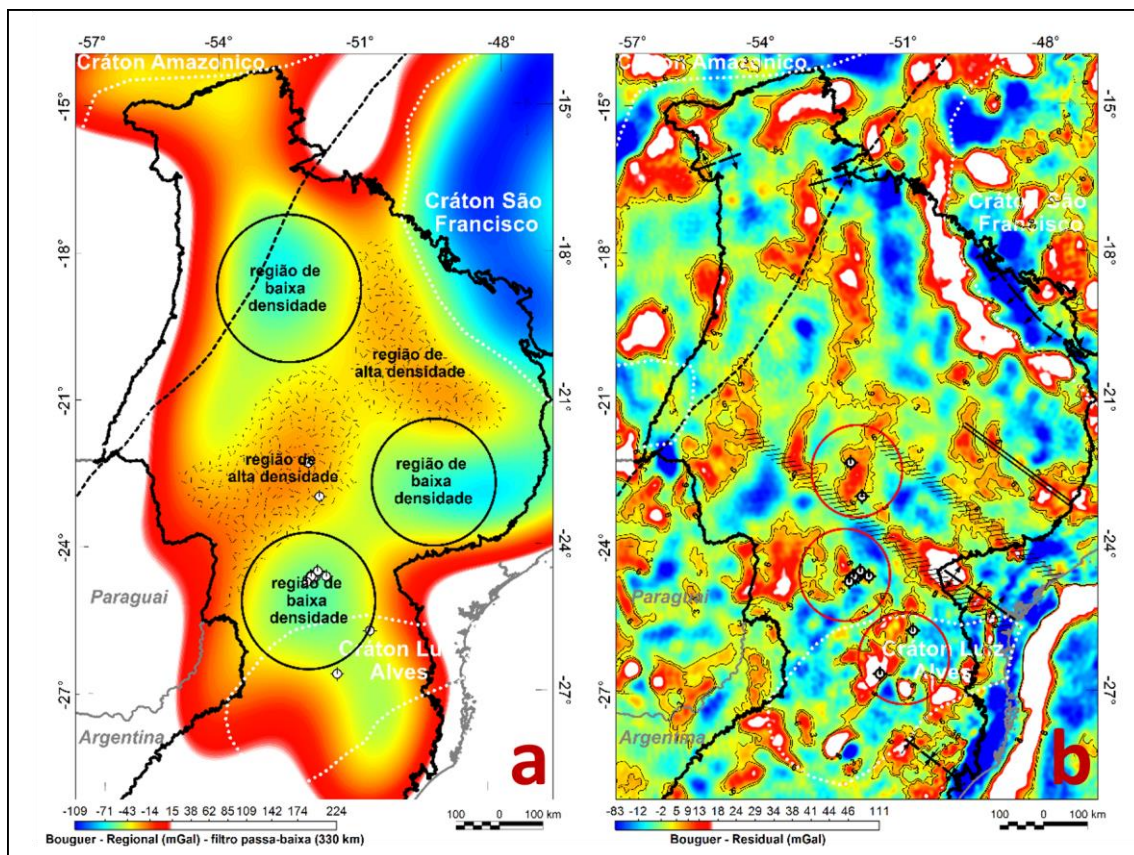 -57° -54° -51° -48°
Cráton Amazonico
-15°
Cráton São
Francisco
-18°
região de
baixa
densidade
região de
alta densidade
-21°
região de
alta densidade
região de
baixa
densidade
-24°
região de
baixa
densidade
Paraguai
Cráton Lu
Alves
-27°
Argentina
a
-109 -71 -43 -14 15 38 62 85 109 142 174 224
Bouguer - Regional (mGal) - filtro passa-baixa (330 km)
100 0 100
km
-57° -54° -51° -48°
Cráton Amazonico
-15°
Cráton São
Francisco
-18°
-21°
-24°
Paraguai
Cráton Luiz
Alves
-27°
Argentina
b
-83 -12 -2 5 9 13 18 24 29 34 38 41 46 111
Bouguer - Residual (mGal)
100 0 100
km